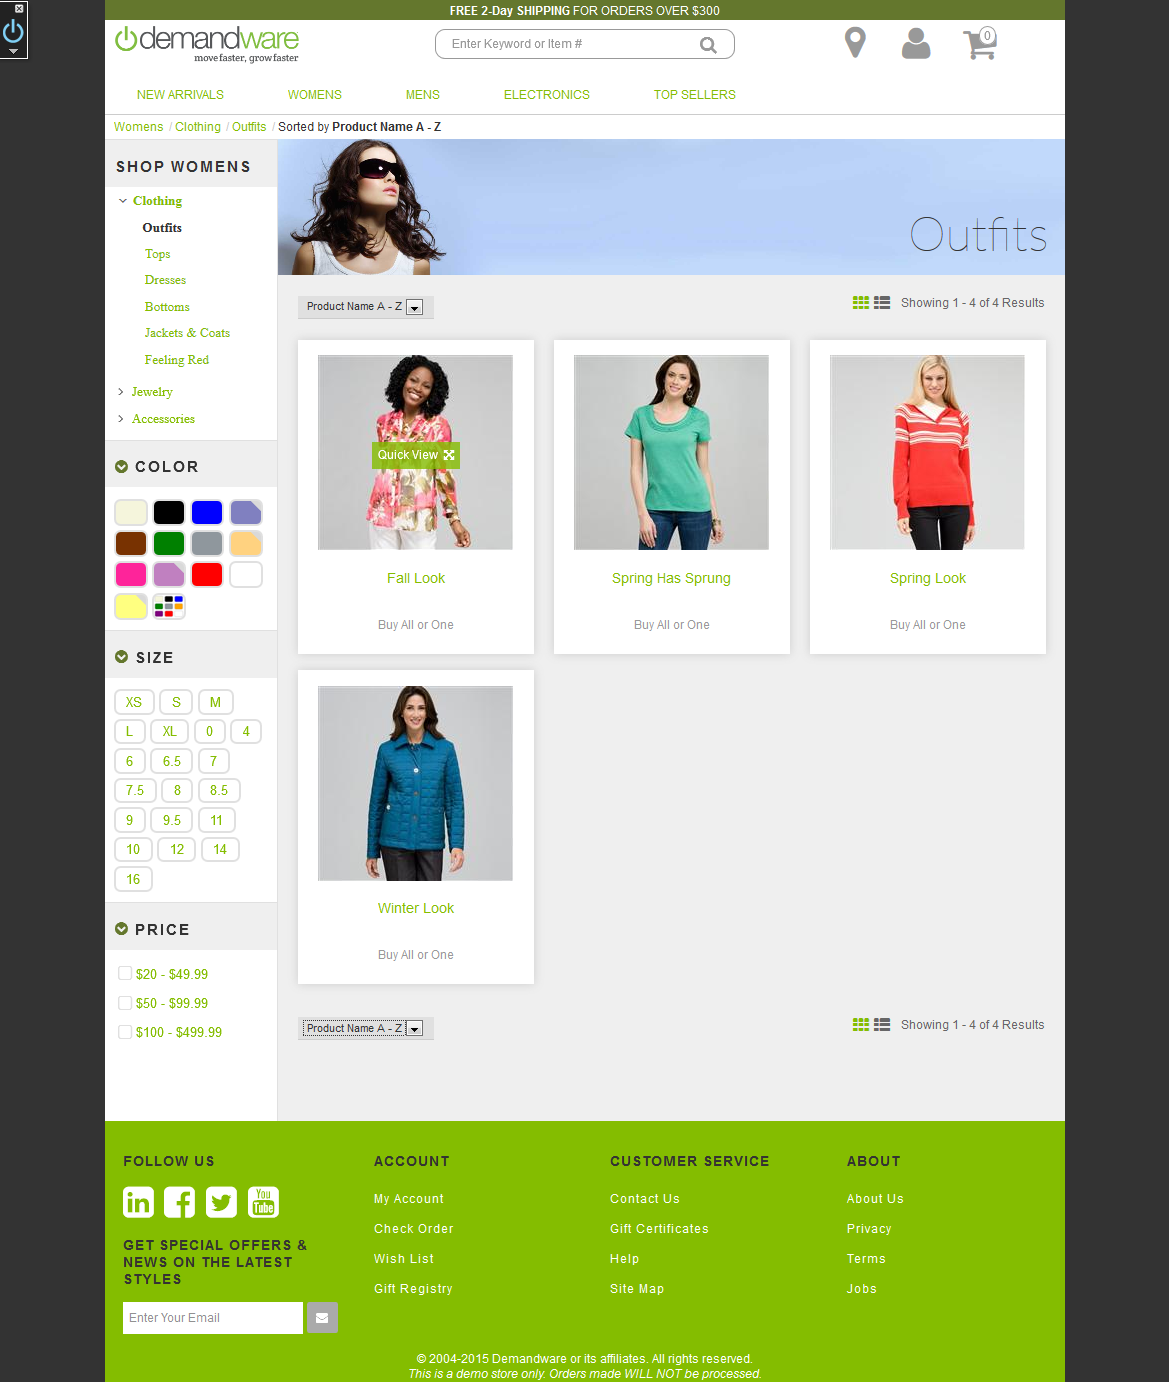 FREE 2-Day SHIPPING FOR ORDERS OVER $300
demandware
move faster, grow faster
Enter Keyword or Item #
0
NEW ARRIVALS WOMENS MENS ELECTRONICS TOP SELLERS
Womens / Clothing / Outfits / Sorted by Product Name A - Z
SHOP WOMENS
Clothing
Outfits
Tops
Dresses
Bottoms
Jackets & Coats
Feeling Red
Jewelry
Accessories
COLOR
SIZE
XS S M
L XL 0 4
6 6.5 7
7.5 8 8.5
9 9.5 11
10 12 14
16
PRICE
$20 - $49.99
$50 - $99.99
$100 - $499.99
Outfits
Product Name A - Z
Showing 1 - 4 of 4 Results
Quick View
Fall Look
Buy All or One
Spring Has Sprung
Buy All or One
Spring Look
Buy All or One
Winter Look
Buy All or One
Product Name A - Z
Showing 1 - 4 of 4 Results
FOLLOW US
in f You Tube
GET SPECIAL OFFERS &
NEWS ON THE LATEST
STYLES
Enter Your Email
ACCOUNT
My Account
Check Order
Wish List
Gift Registry
CUSTOMER SERVICE
Contact Us
Gift Certificates
Help
Site Map
ABOUT
About Us
Privacy
Terms
Jobs
© 2004-2015 Demandware or its affiliates. All rights reserved.
This is a demo store only. Orders made WILL NOT be processed.